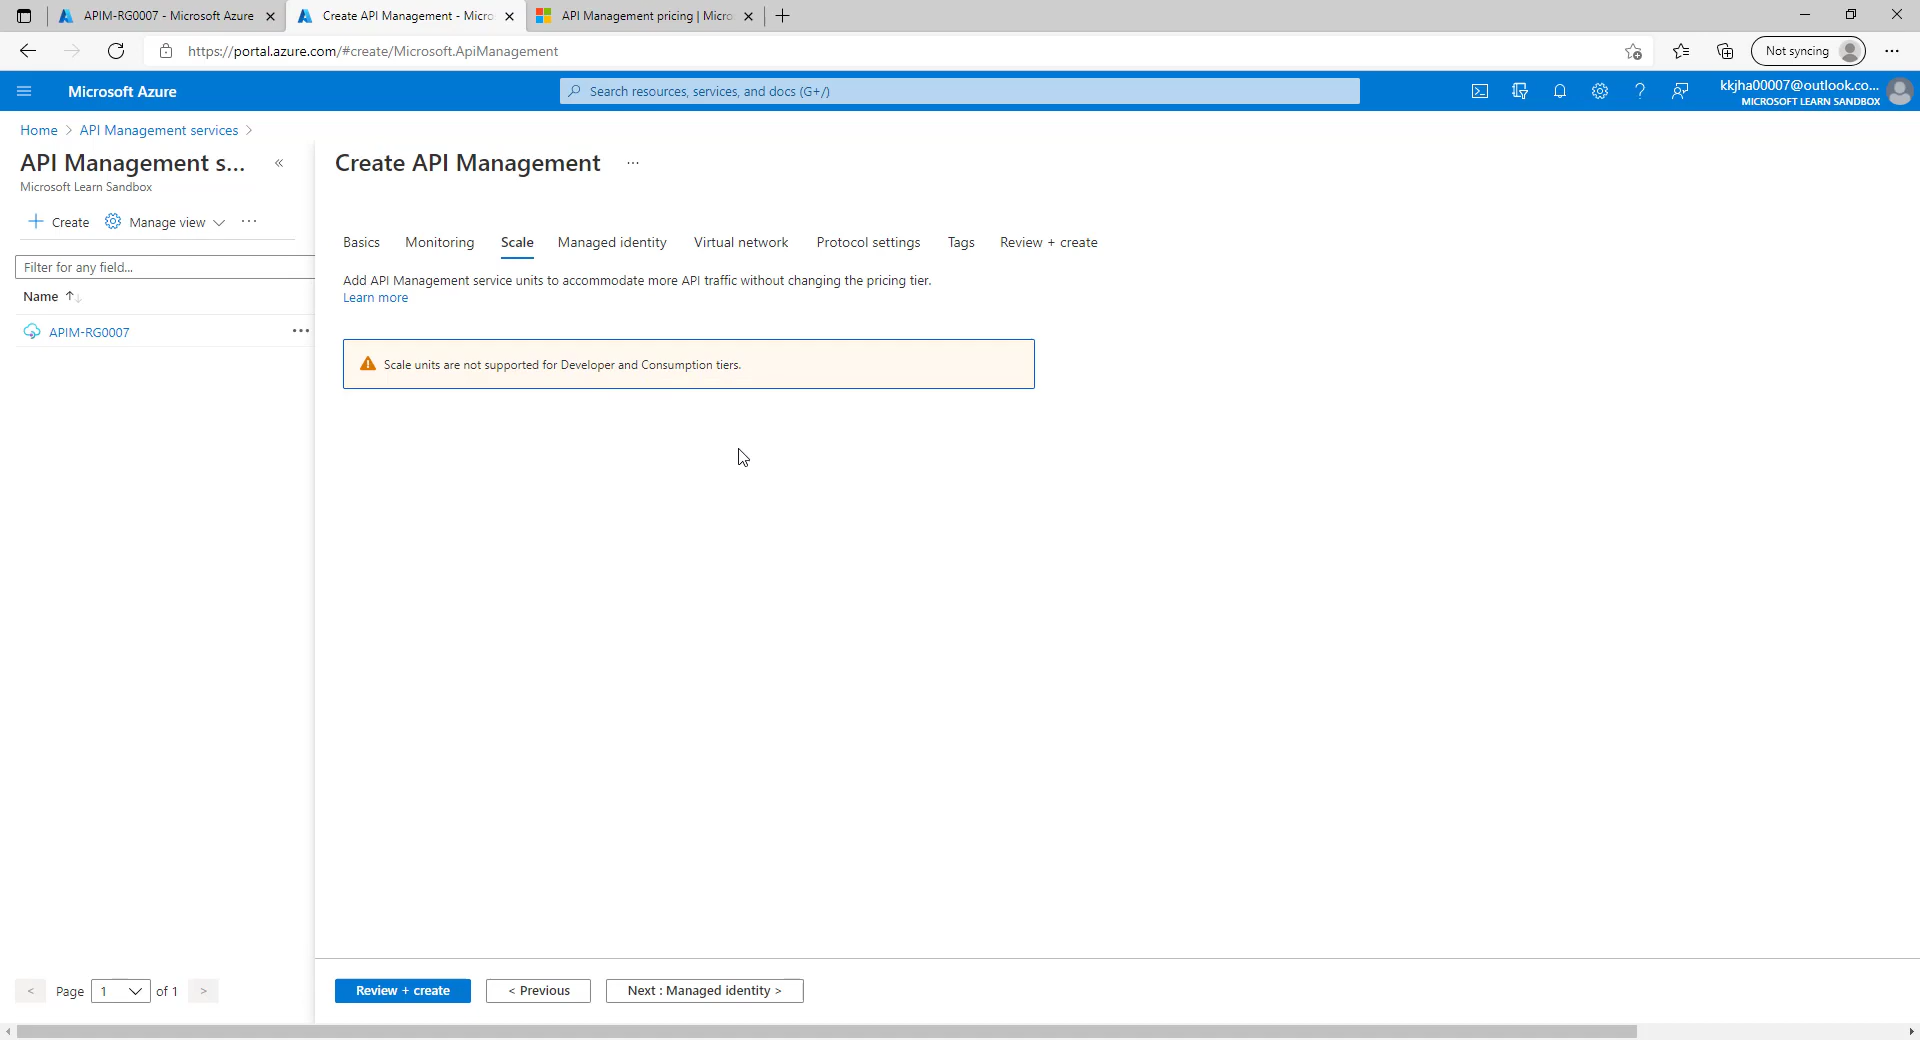 APIM-RG0007 - Microsoft Azure
Create API Management - Micro
API Management pricing | Micro
https://portal.azure.com/#create/Microsoft.ApiManagement
Not syncing
Microsoft Azure
Search resources, services, and docs (G+/)
kkjha00007@outlook.co...
MICROSOFT LEARN SANDBOX
Home > API Management services >
API Management s...
Microsoft Learn Sandbox
Create
Manage view
Filter for any field...
Name
APIM-RG0007
Page 1 of 1
Create API Management
Basics
Monitoring
Scale
Managed identity
Virtual network
Protocol settings
Tags
Review + create
Add API Management service units to accommodate more API traffic without changing the pricing tier.
Learn more
Scale units are not supported for Developer and Consumption tiers.
Review + create
< Previous
Next : Managed identity >